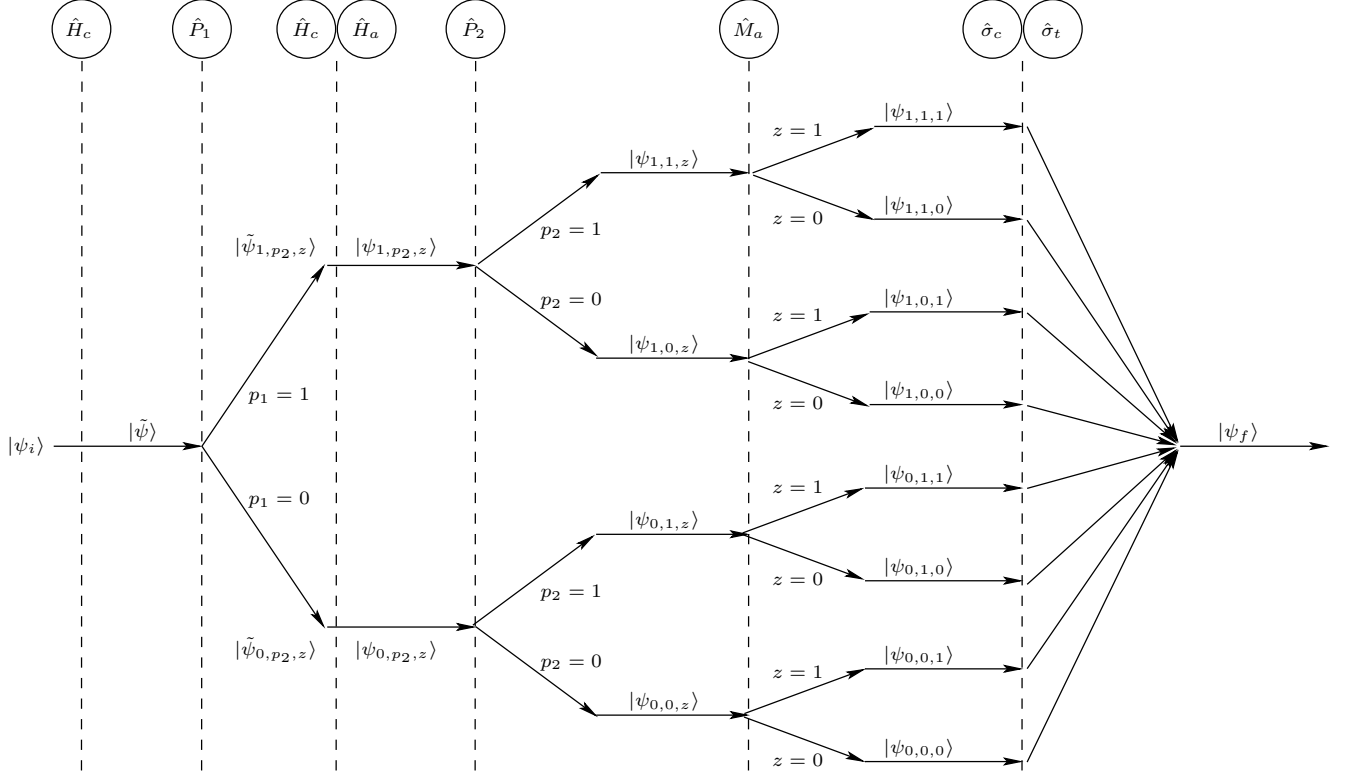 Ĥ_c P̂_1 Ĥ_c Ĥ_a P̂_2 M̂_a σ̂_c σ̂_t
|ψ_{1,1,1}⟩
z = 1
|ψ_{1,1,z}⟩
|ψ_{1,1,0}⟩
z = 0
p_2 = 1
|ψ̃_{1,p_2,z}⟩ |ψ_{1,p_2,z}⟩
p_2 = 0
|ψ_{1,0,1}⟩
z = 1
|ψ_{1,0,z}⟩
|ψ_{1,0,0}⟩
p_1 = 1
z = 0
|ψ_i⟩ |ψ̃⟩ |ψ_f⟩
|ψ_{0,1,1}⟩
z = 1
p_1 = 0
|ψ_{0,1,z}⟩
|ψ_{0,1,0}⟩
z = 0
p_2 = 1
|ψ̃_{0,p_2,z}⟩ |ψ_{0,p_2,z}⟩
p_2 = 0
|ψ_{0,0,1}⟩
z = 1
|ψ_{0,0,z}⟩
|ψ_{0,0,0}⟩
z = 0